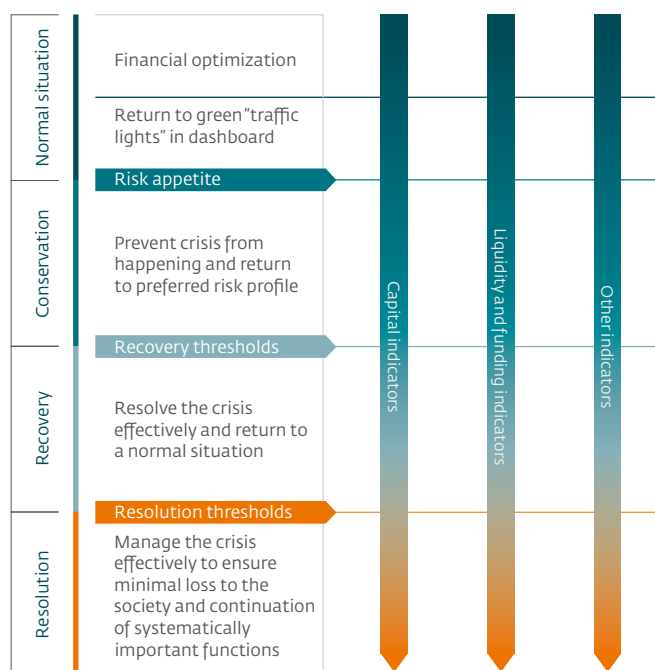 Normal situation
Financial optimization
Return to green “traffic
lights” in dashboard
Risk appetite
Conservation
Prevent crisis from
happening and return
to preferred risk profile
Recovery thresholds
Recovery
Resolve the crisis
effectively and return to
a normal situation
Resolution thresholds
Resolution
Manage the crisis
effectively to ensure
minimal loss to the
society and continuation
of systematically
important functions
Capital indicators
Liquidity and funding indicators
Other indicators